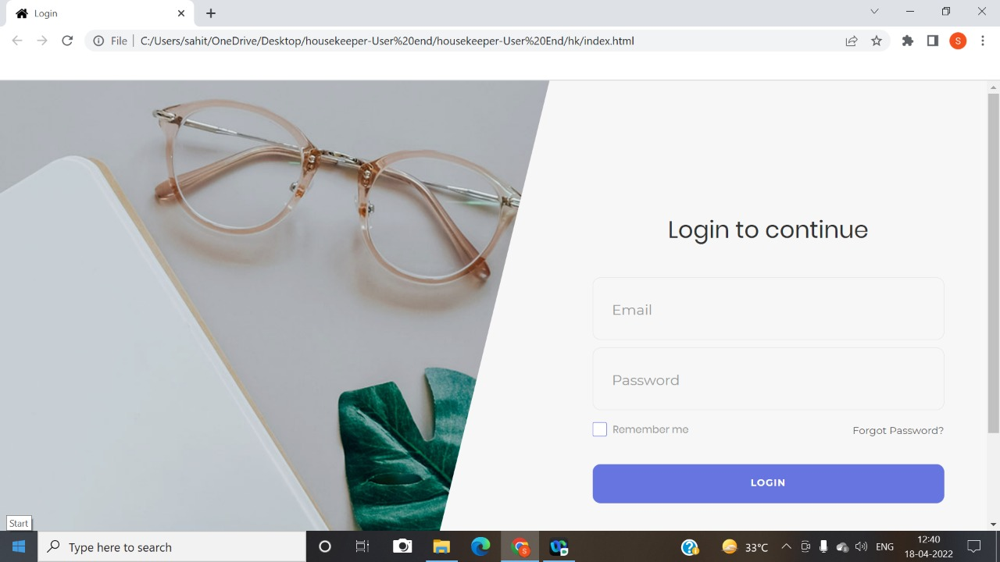 Login
File
C:/Users/sahit/OneDrive/Desktop/housekeeper-User%20end/housekeeper-User%20End/hk/index.html
S
Login to continue
Email
Password
Remember me
Forgot Password?
LOGIN
Start
Type here to search
S
33°C
ENG
12:40
18-04-2022